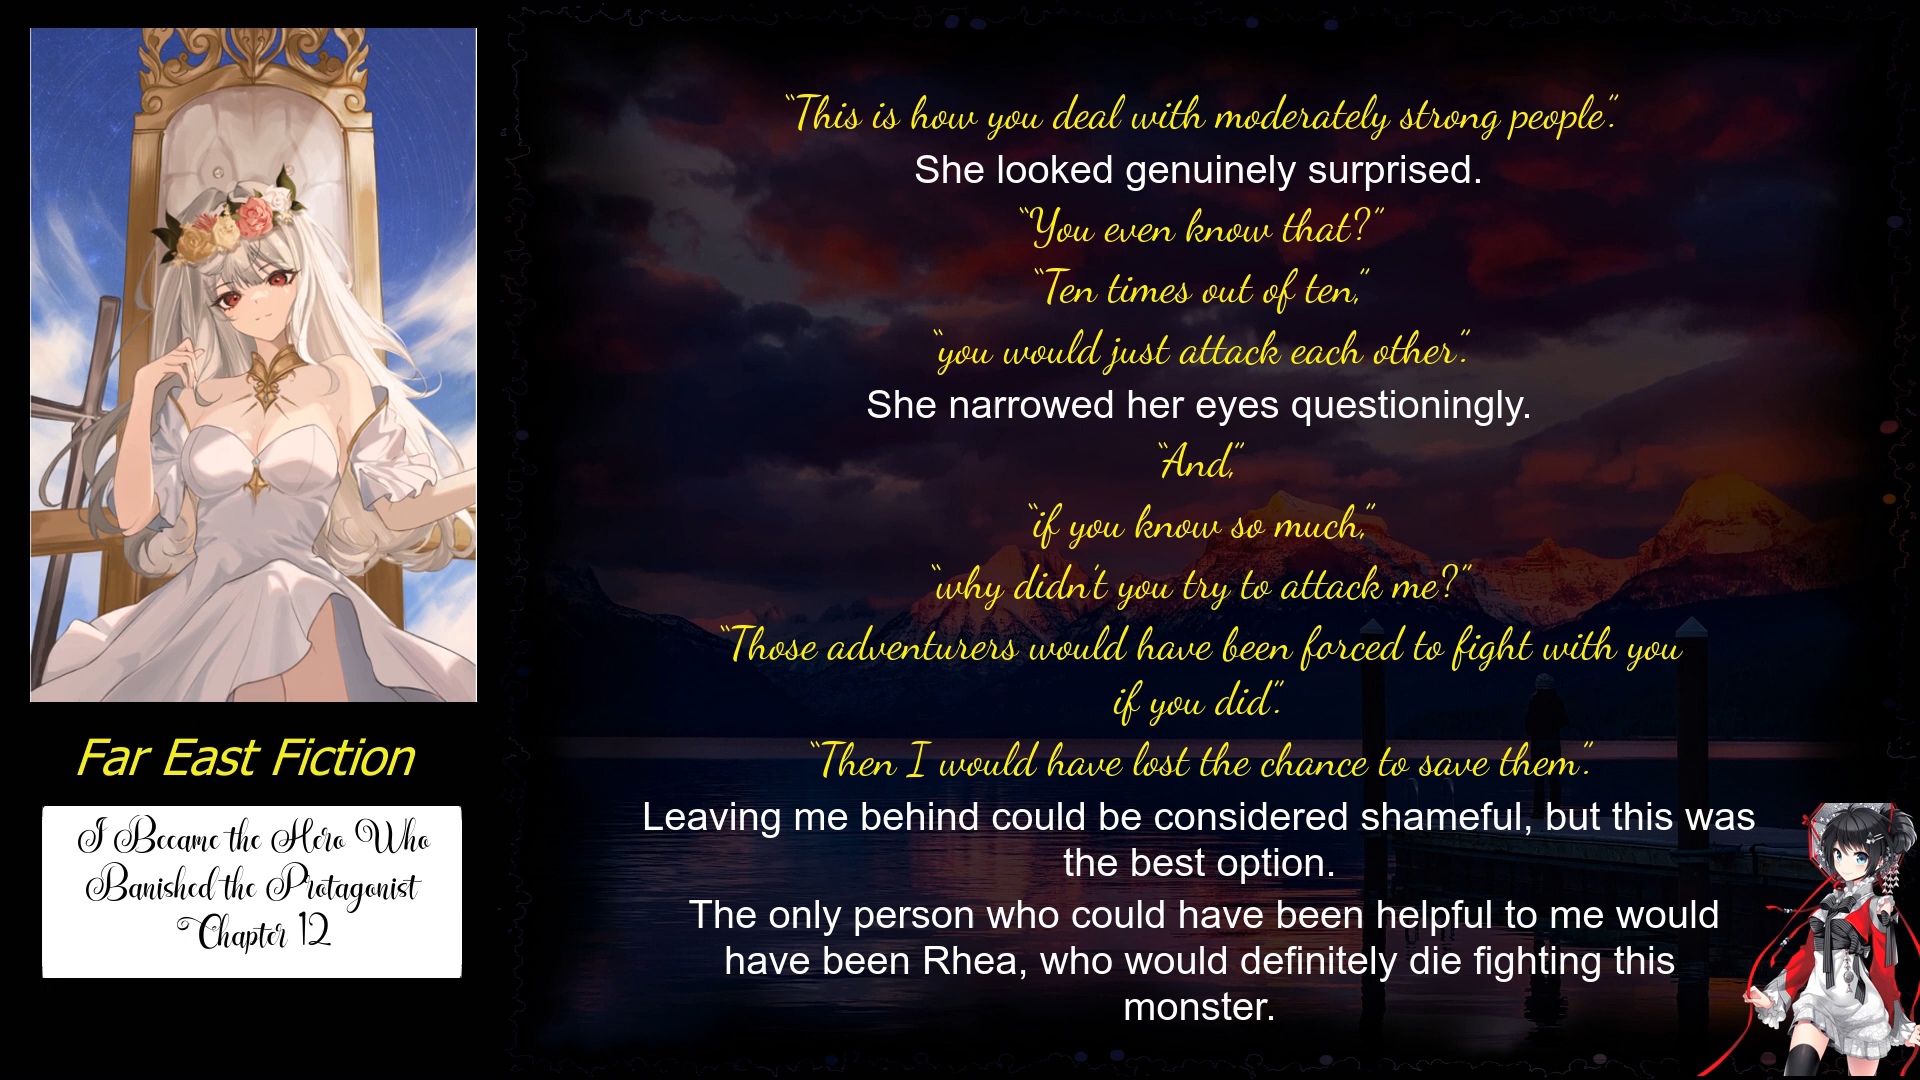 “This is how you deal with moderately strong people”.
She looked genuinely surprised.
“You even know that?”
“Ten times out of ten,”
“you would just attack each other”.
She narrowed her eyes questioningly.
“And,”
“if you know so much,”
“why didn’t you try to attack me?”
“Those adventurers would have been forced to fight with you
if you did”.
“Then I would have lost the chance to save them”.
Leaving me behind could be considered shameful, but this was
the best option.
The only person who could have been helpful to me would
have been Rhea, who would definitely die fighting this
monster.
Far East Fiction
I Became the Hero Who
Banished the Protagonist
Chapter 12